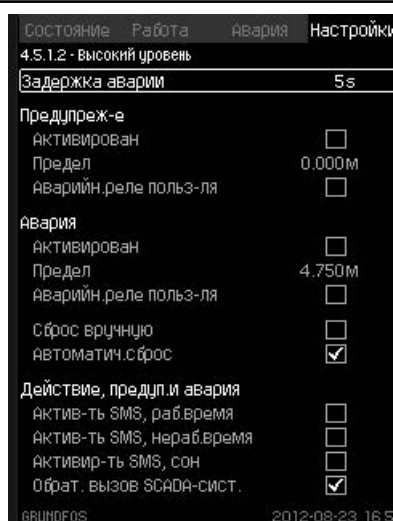 Состояние Работа Авария Настройки
4.5.1.2 - Высокий уровень
Задержка аварии 5s
Предупреж-е
Активирован
Предел 0.000м
Аварийн.реле польз-ля
Авария
Активирован
Предел 4.750м
Аварийн.реле польз-ля
Сброс вручную
Автоматич.сброс
Действие, предуп.и авария
Актив-ть SMS, раб.время
Актив-ть SMS, нераб.время
Активир-ть SMS, сон
Обрат. вызов SCADA-сист.
GRUNDFOS 2012-08-23 16:5